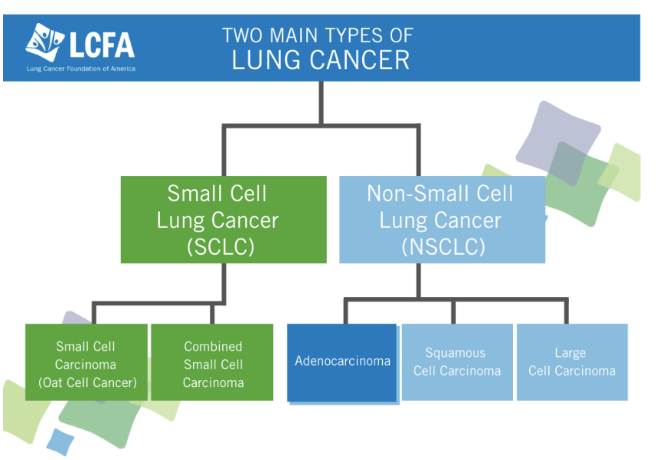 LCFA
Lung Cancer Foundation of America
TWO MAIN TYPES OF
LUNG CANCER
Small Cell
Lung Cancer
(SCLC)
Non-Small Cell
Lung Cancer
(NSCLC)
Small Cell
Carcinoma
(Oat Cell Cancer)
Combined
Small Cell
Carcinoma
Adenocarcinoma
Squamous
Cell Carcinoma
Large
Cell Carcinoma